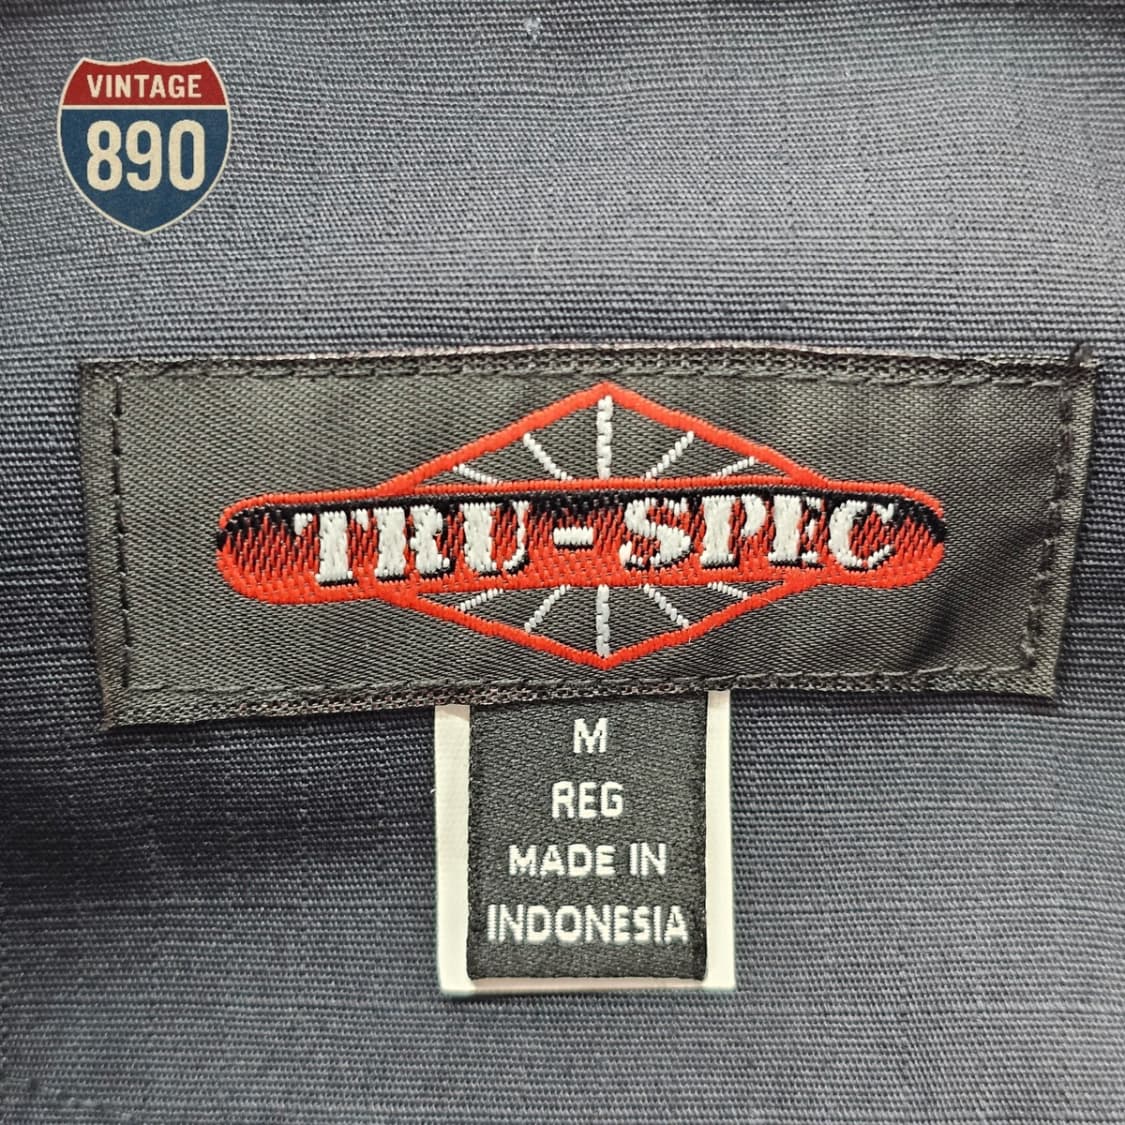 VINTAGE
890
TRU-SPEC
M
REG
MADE IN
INDONESIA